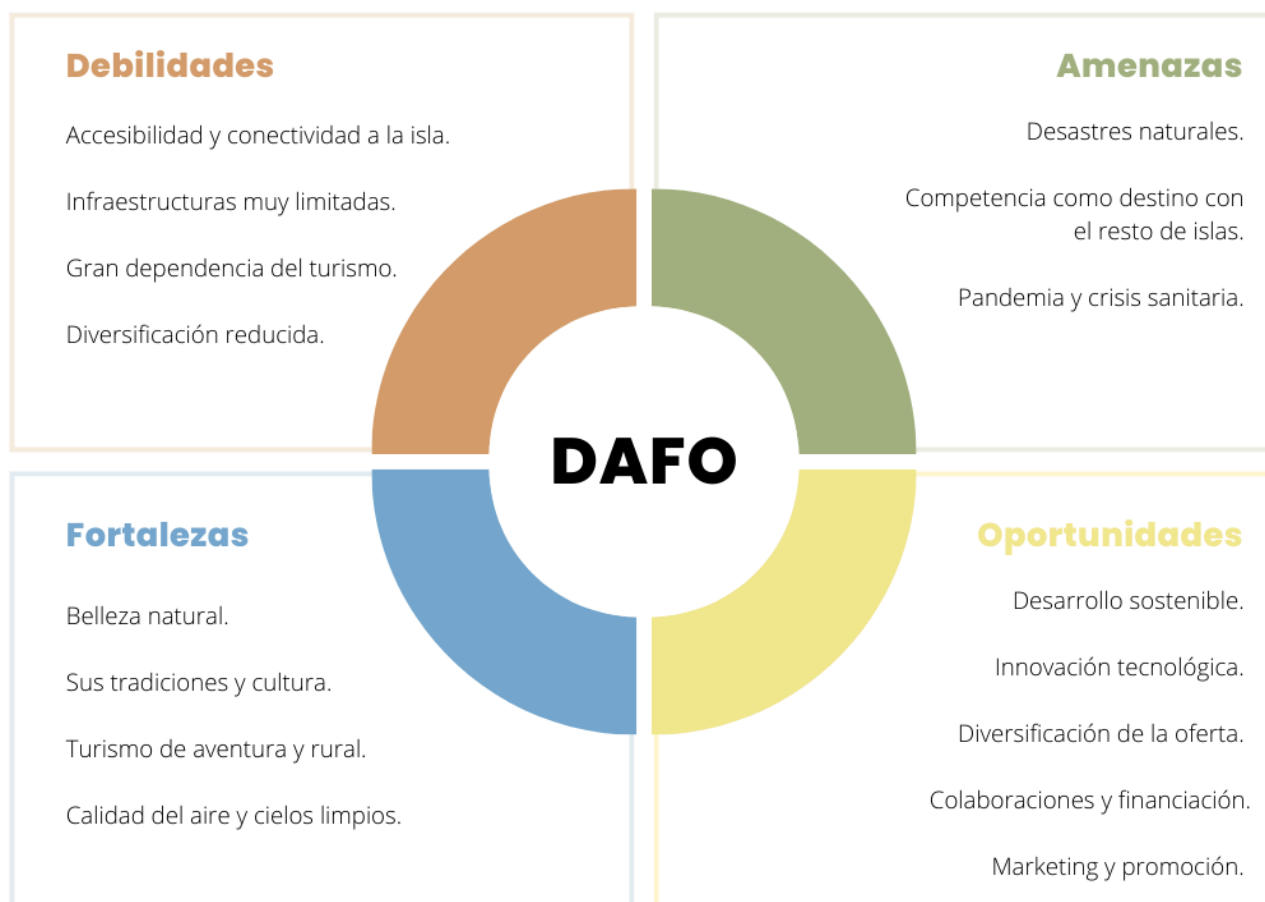 Debilidades
Accesibilidad y conectividad a la isla.
Infraestructuras muy limitadas.
Gran dependencia del turismo.
Diversificación reducida.
Amenazas
Desastres naturales.
Competencia como destino con
el resto de islas.
Pandemia y crisis sanitaria.
DAFO
Fortalezas
Belleza natural.
Sus tradiciones y cultura.
Turismo de aventura y rural.
Calidad del aire y cielos limpios.
Oportunidades
Desarrollo sostenible.
Innovación tecnológica.
Diversificación de la oferta.
Colaboraciones y financiación.
Marketing y promoción.